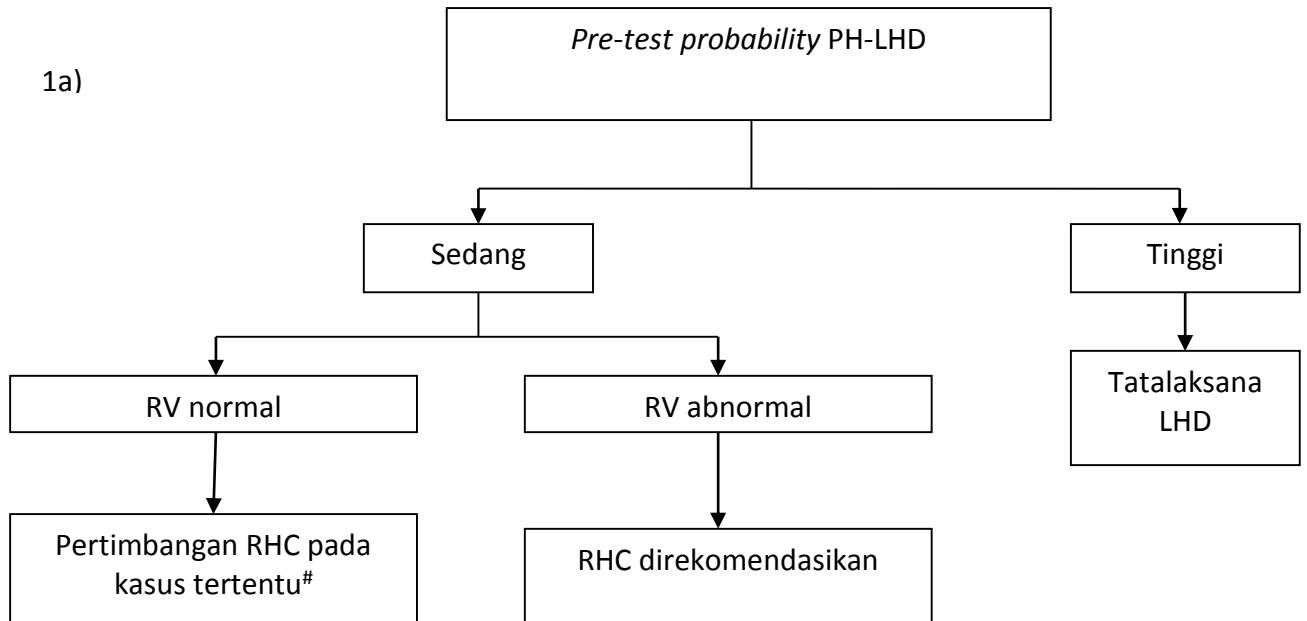 1a)
Pre-test probability PH-LHD
Sedang
Tinggi
RV normal
RV abnormal
Tatalaksana
LHD
Pertimbangan RHC pada
kasus tertentu#
RHC direkomendasikan